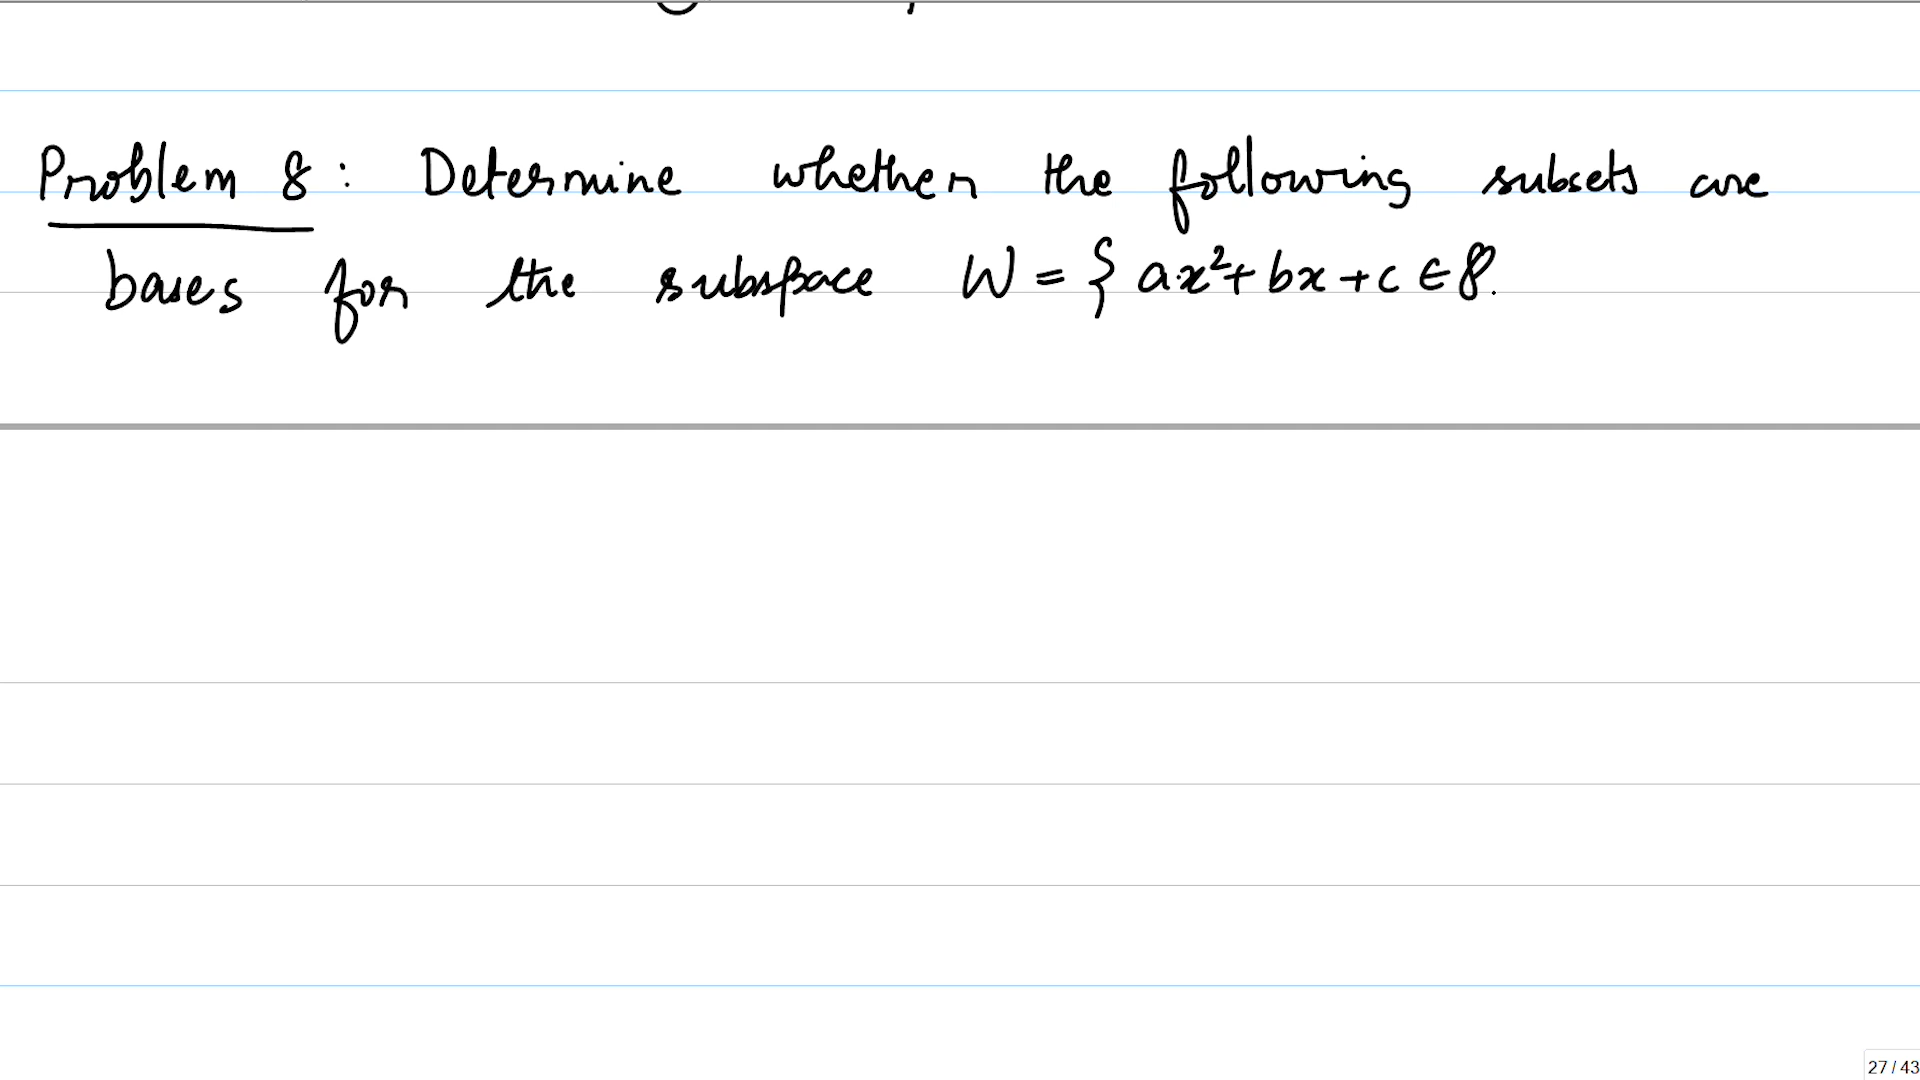 Problem 8: Determine whether the following subsets are
bases for the subspace W = { ax²+ bx + c ∈ P.
27 / 43